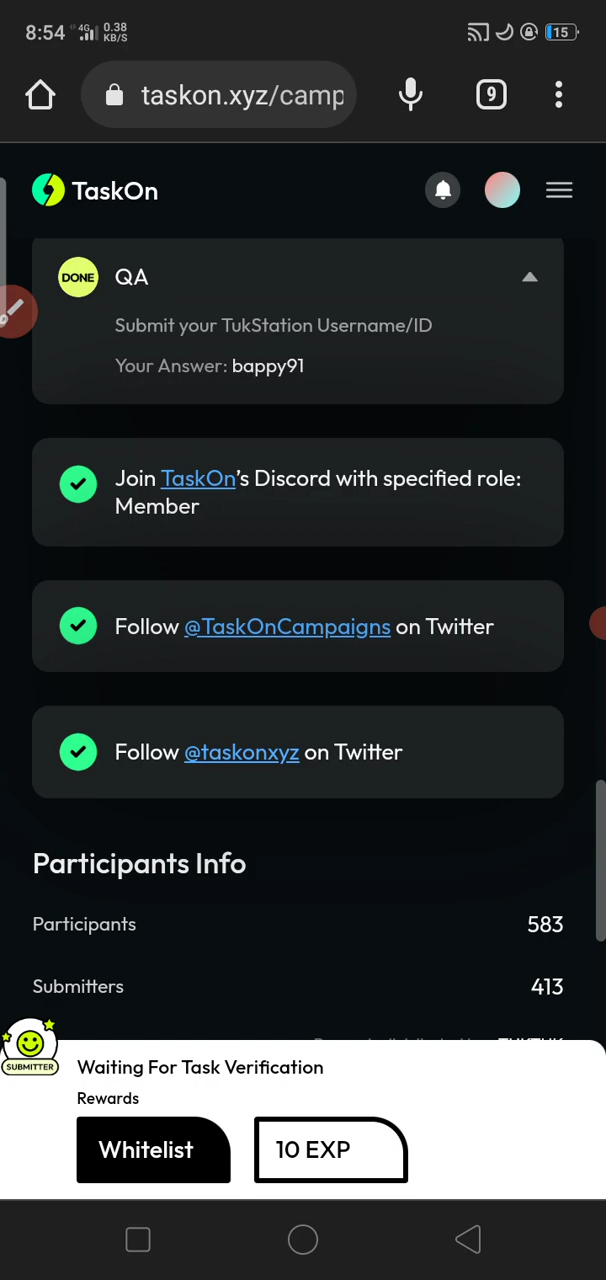 8:54 4G 0.38 KB/S 15
taskon.xyz/camp 9
TaskOn
DONE QA
Submit your TukStation Username/ID
Your Answer: bappy91
Join TaskOn's Discord with specified role:
Member
Follow @TaskOnCampaigns on Twitter
Follow @taskonxyz on Twitter
Participants Info
Participants 583
Submitters 413
SUBMITTER
Waiting For Task Verification
Rewards
Whitelist 10 EXP